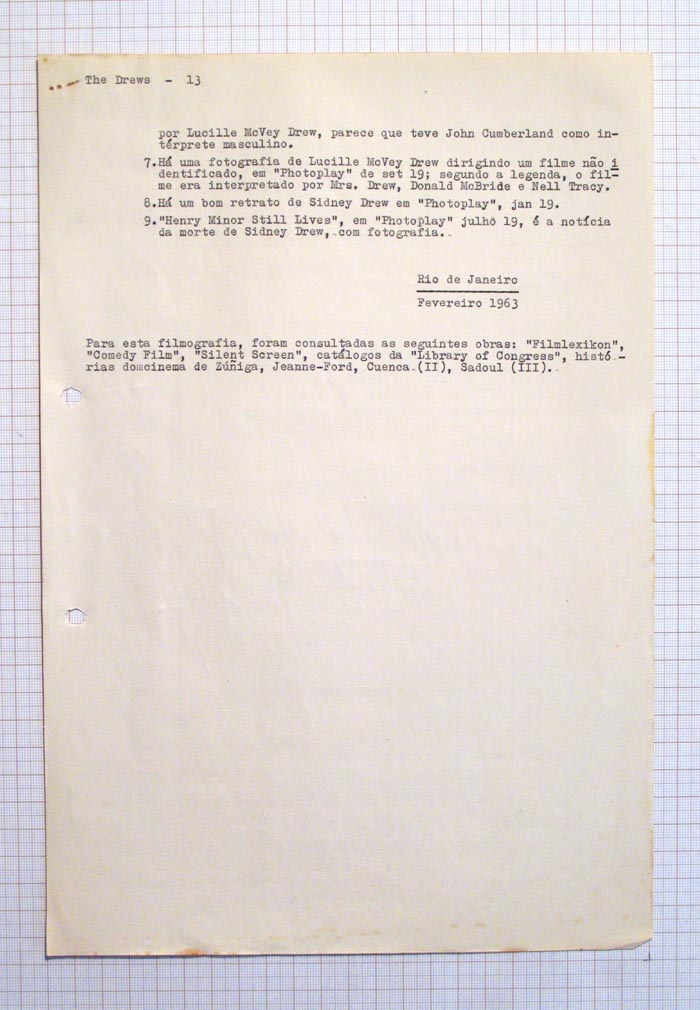 The Drews - 13
por Lucille McVey Drew, parece que teve John Cumberland como in-
térprete masculino.
7.Há uma fotografia de Lucille McVey Drew dirigindo um filme não i
dentificado, em "Photoplay" de set 19; segundo a legenda, o fil-
me era interpretado por Mrs. Drew, Donald McBride e Nell Tracy.
8.Há um bom retrato de Sidney Drew em "Photoplay", jan 19.
9."Henry Minor Still Lives", em "Photoplay" julho 19, é a notícia
da morte de Sidney Drew, com fotografia.
Rio de Janeiro
Fevereiro 1963
Para esta filmografia, foram consultadas as seguintes obras: "Filmlexikon",
"Comedy Film", "Silent Screen", catálogos da "Library of Congress", histó-
rias domcinema de Zúñiga, Jeanne-Ford, Cuenca (II), Sadoul (III).